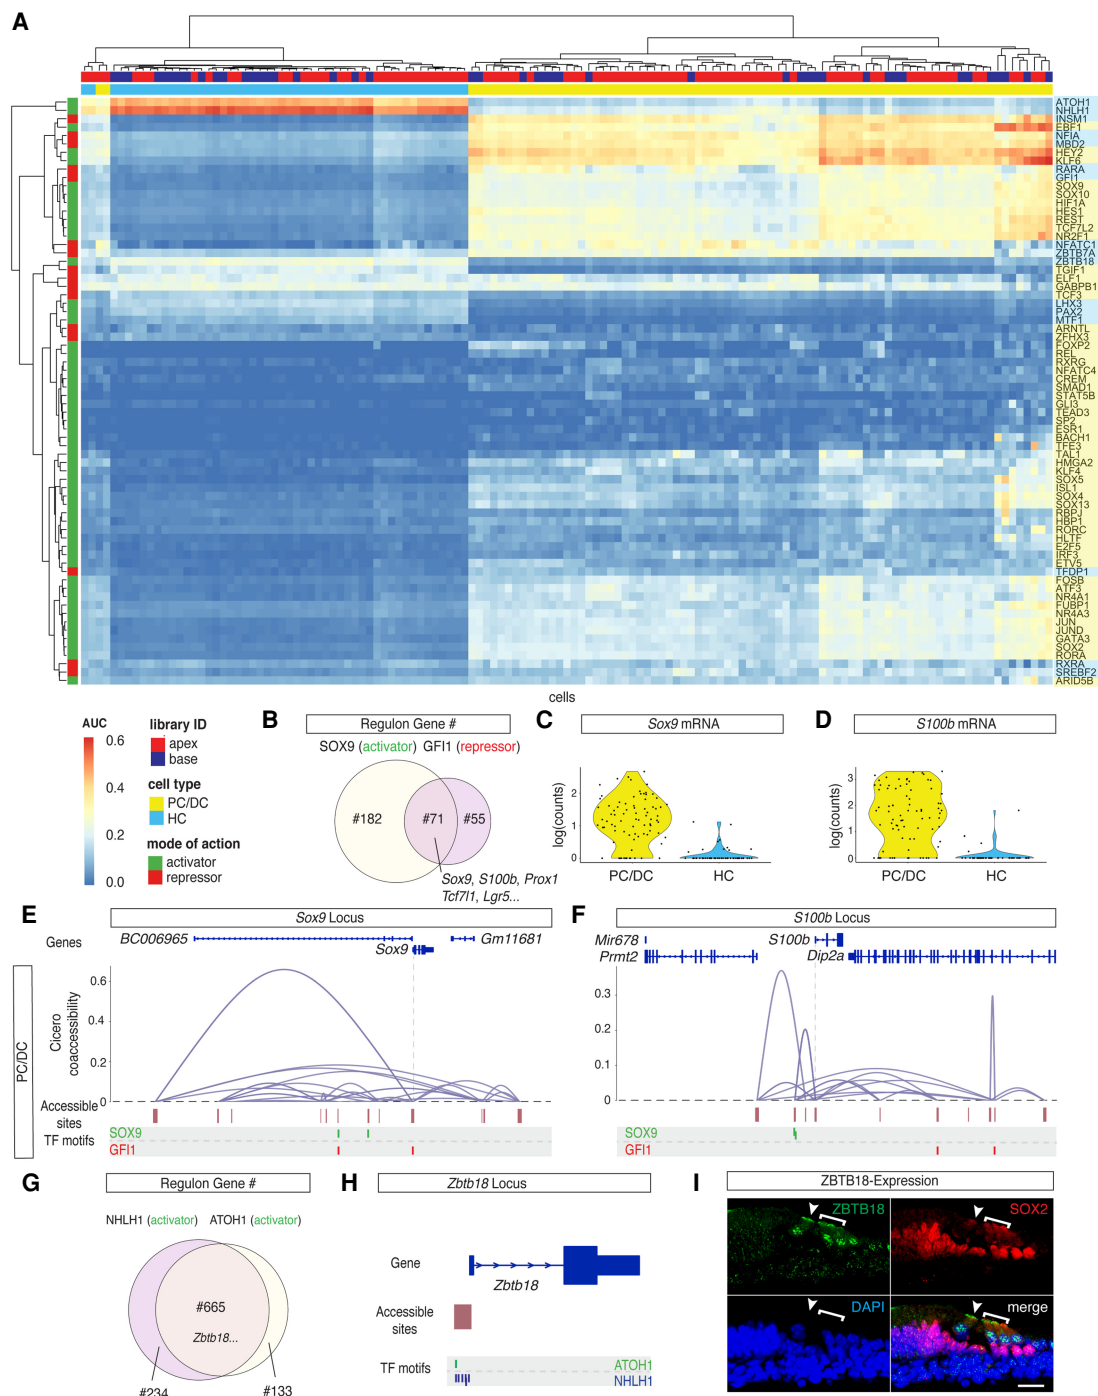 A
ATOH1
NHLH1
INSM1
EBF1
NFIA
MBD2
HEY2
KLF6
RARA
GFI1
SOX9
SOX10
HIF1A
HES1
REST
TCF7L2
NR2F1
NFATC1
ZBTB7A
ZBTB18
TGIF1
ELF1
GABPB1
TCF3
LHX3
PAX2
MTF1
ARNTL
ZFHX3
FOXP2
REL
RXRG
NFATC4
CREM
SMAD1
STAT5B
GLI3
TEAD3
SP2
ESR1
BACH1
TFE3
TAL1
HMGA2
KLF4
SOX5
ISL1
SOX4
SOX13
RBPJ
HBP1
RORC
HLTF
E2F5
IRF3
ETV5
TFDP1
FOSB
ATF3
NR4A1
FUBP1
NR4A3
JUN
JUND
GATA3
SOX2
RORA
RXRA
SREBF2
ARID5B
cells
AUC
0.6
0.4
0.2
0.0
library ID
apex
base
cell type
PC/DC
HC
mode of action
activator
repressor
B
Regulon Gene #
SOX9 (activator) GFI1 (repressor)
#182 #71 #55
Sox9, S100b, Prox1
Tcf7l1, Lgr5...
C
Sox9 mRNA
log(counts)
2
1
0
PC/DC HC
D
S100b mRNA
log(counts)
3
2
1
0
PC/DC HC
E
Sox9 Locus
Genes
BC006965
Sox9
Gm11681
PC/DC
Cicero
coaccessibility
0.6
0.4
0.2
0
Accessible
sites
TF motifs
SOX9
GFI1
F
S100b Locus
Mir678
S100b
Prmt2
Dip2a
0.3
0.2
0.1
0
SOX9
GFI1
G
Regulon Gene #
NHLH1 (activator) ATOH1 (activator)
#665
Zbtb18...
#234 #133
H
Zbtb18 Locus
Gene
Zbtb18
Accessible
sites
TF motifs
ATOH1
NHLH1
I
ZBTB18-Expression
ZBTB18
SOX2
DAPI
merge